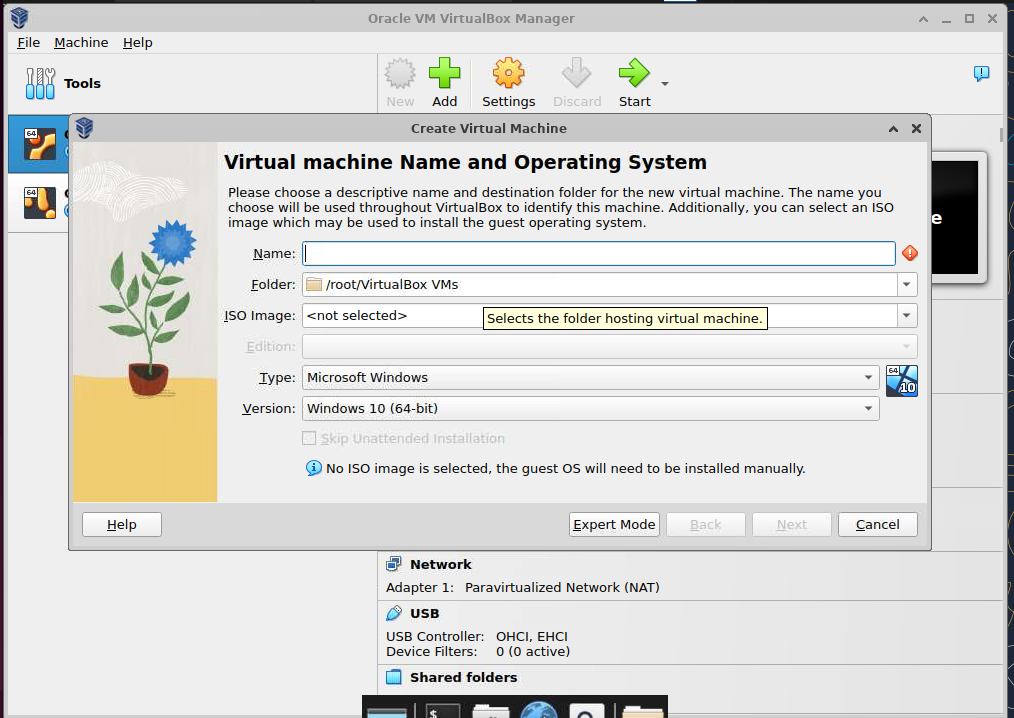 Oracle VM VirtualBox Manager
File Machine Help
Tools
New Add Settings Discard Start
64
64
e
Create Virtual Machine
Virtual machine Name and Operating System
Please choose a descriptive name and destination folder for the new virtual machine. The name you
choose will be used throughout VirtualBox to identify this machine. Additionally, you can select an ISO
image which may be used to install the guest operating system.
Name:
Folder: /root/VirtualBox VMs
ISO Image: <not selected>
Selects the folder hosting virtual machine.
Edition:
Type: Microsoft Windows
64
10
Version: Windows 10 (64-bit)
Skip Unattended Installation
No ISO image is selected, the guest OS will need to be installed manually.
Help Expert Mode Back Next Cancel
Network
Adapter 1: Paravirtualized Network (NAT)
USB
USB Controller: OHCI, EHCI
Device Filters: 0 (0 active)
Shared folders
$